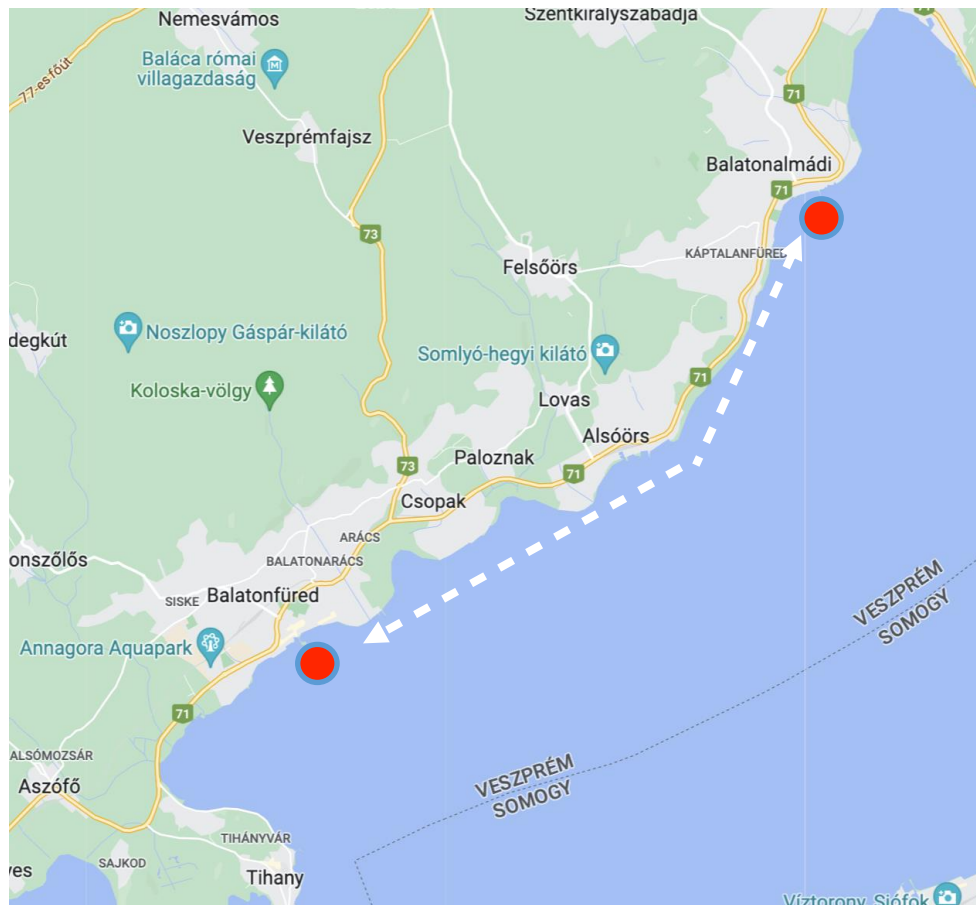 Nemesvámos
Szentkirályszabadja
71
Baláca római
villagazdaság
77-es főút
71
Veszprémfajsz
Balatonalmádi
71
73
KÁPTALANFÜRED
Felsőörs
degkút
Noszlopy Gáspár-kilátó
Somlyó-hegyi kilátó
71
Koloska-völgy
Lovas
Alsóörs
73
Paloznak
71
Csopak
ARÁCS
onszőlős
BALATONARÁCS
SISKE
Balatonfüred
VESZPRÉM
SOMOGY
Annagora Aquapark
71
ALSÓMOZSÁR
VESZPRÉM
SOMOGY
Aszófő
TIHÁNYVÁR
SAJKOD
yes
Tihany
Víztorony, Siófok